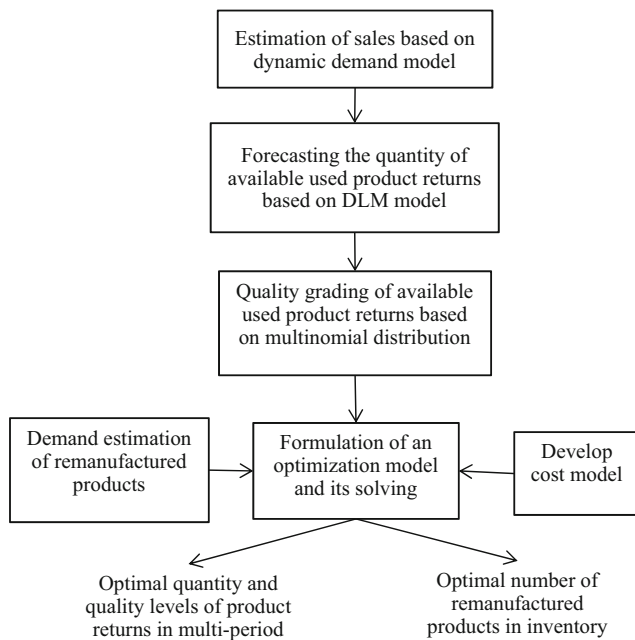 Estimation of sales based on
dynamic demand model
Forecasting the quantity of
available used product returns
based on DLM model
Quality grading of available
used product returns based
on multinomial distribution
Demand estimation
of remanufactured
products
Formulation of an
optimization model
and its solving
Develop
cost model
Optimal quantity and
quality levels of product
returns in multi-period
Optimal number of
remanufactured
products in inventory